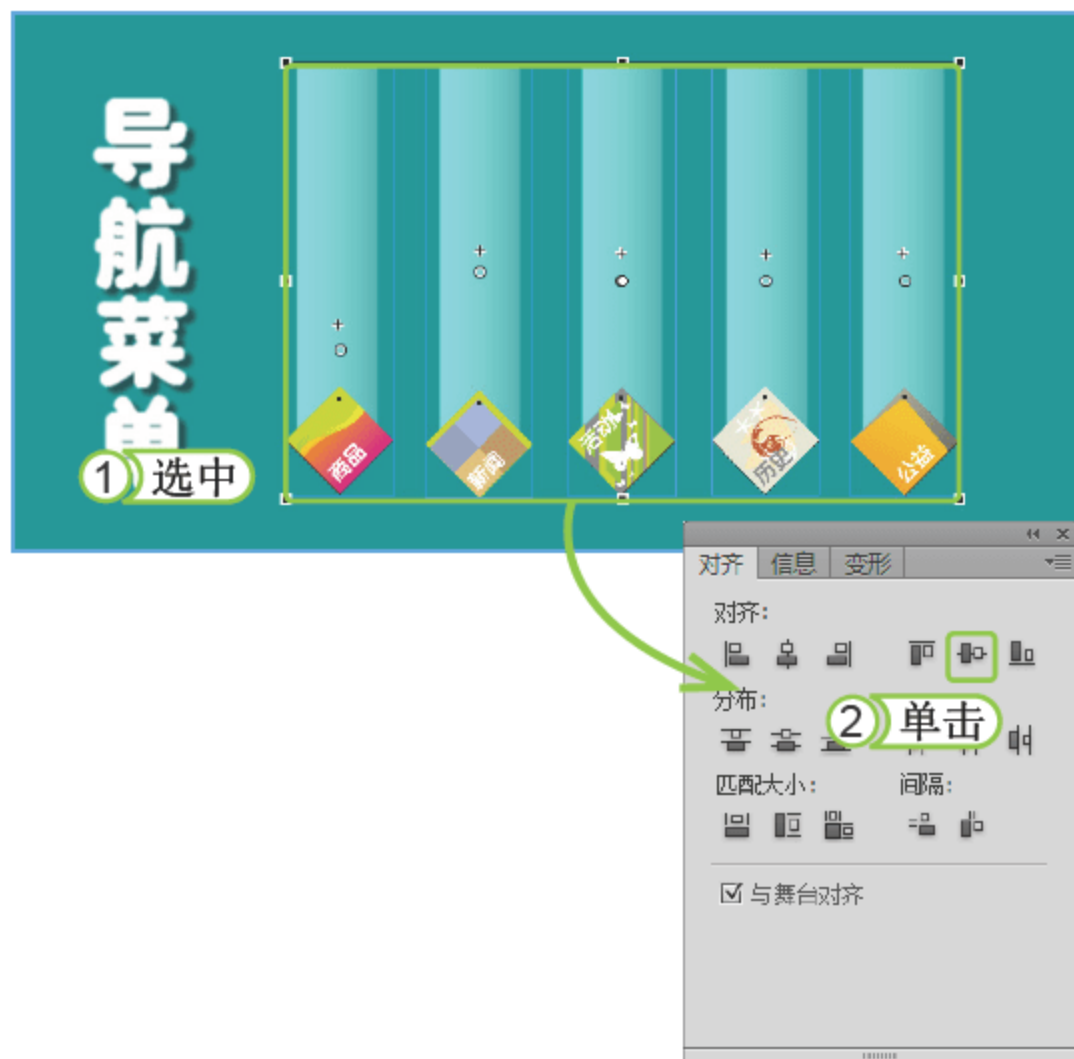 导航菜单
商品
新闻
活动
历史
公益
1 选中
对齐 信息 变形
对齐:
分布:
2 单击
匹配大小: 间隔:
与舞台对齐